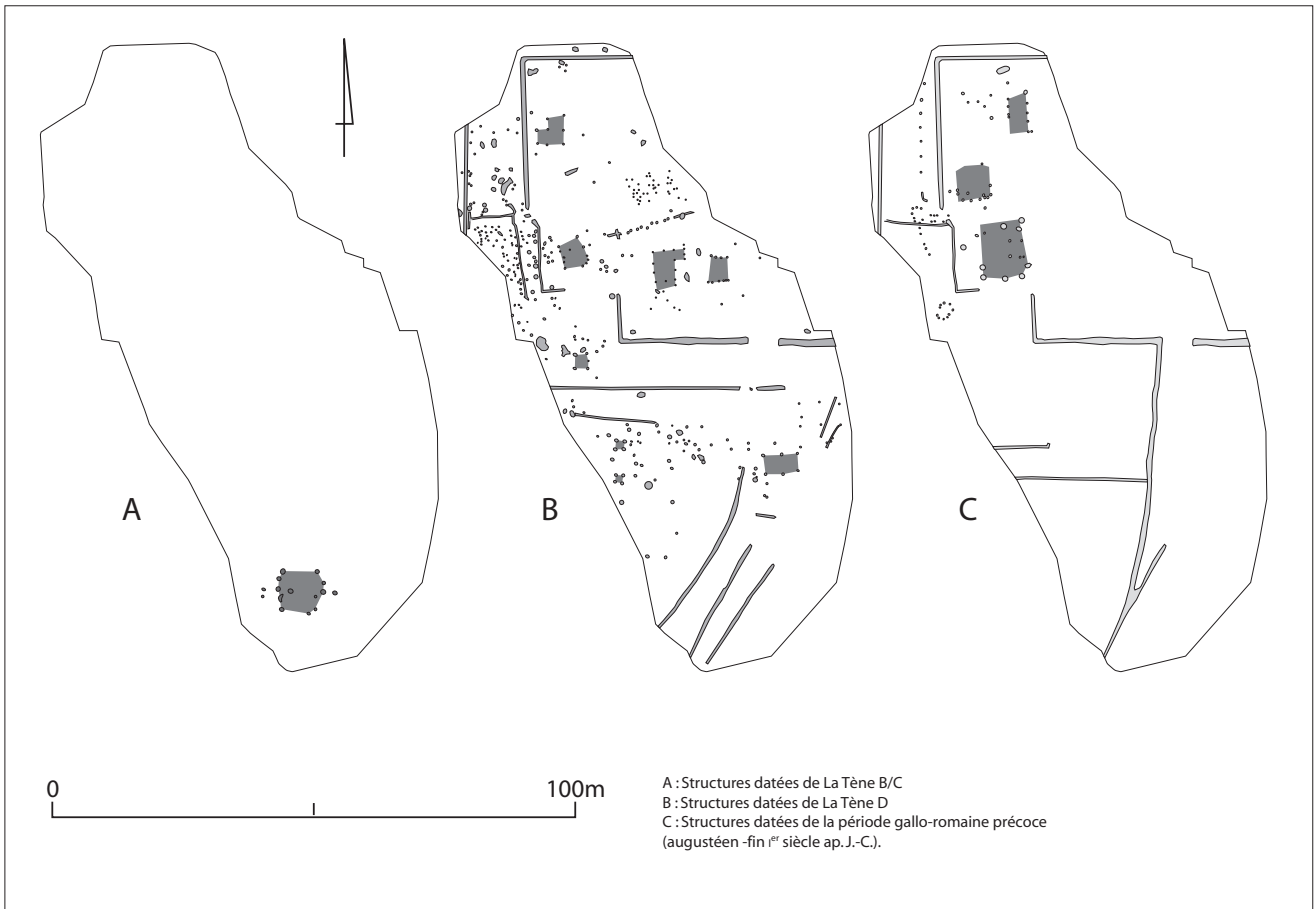 A
B
C
0 100m
A : Structures datées de La Tène B/C
B : Structures datées de La Tène D
C : Structures datées de la période gallo-romaine précoce
(augustéen -fin Ier siècle ap. J.-C.).